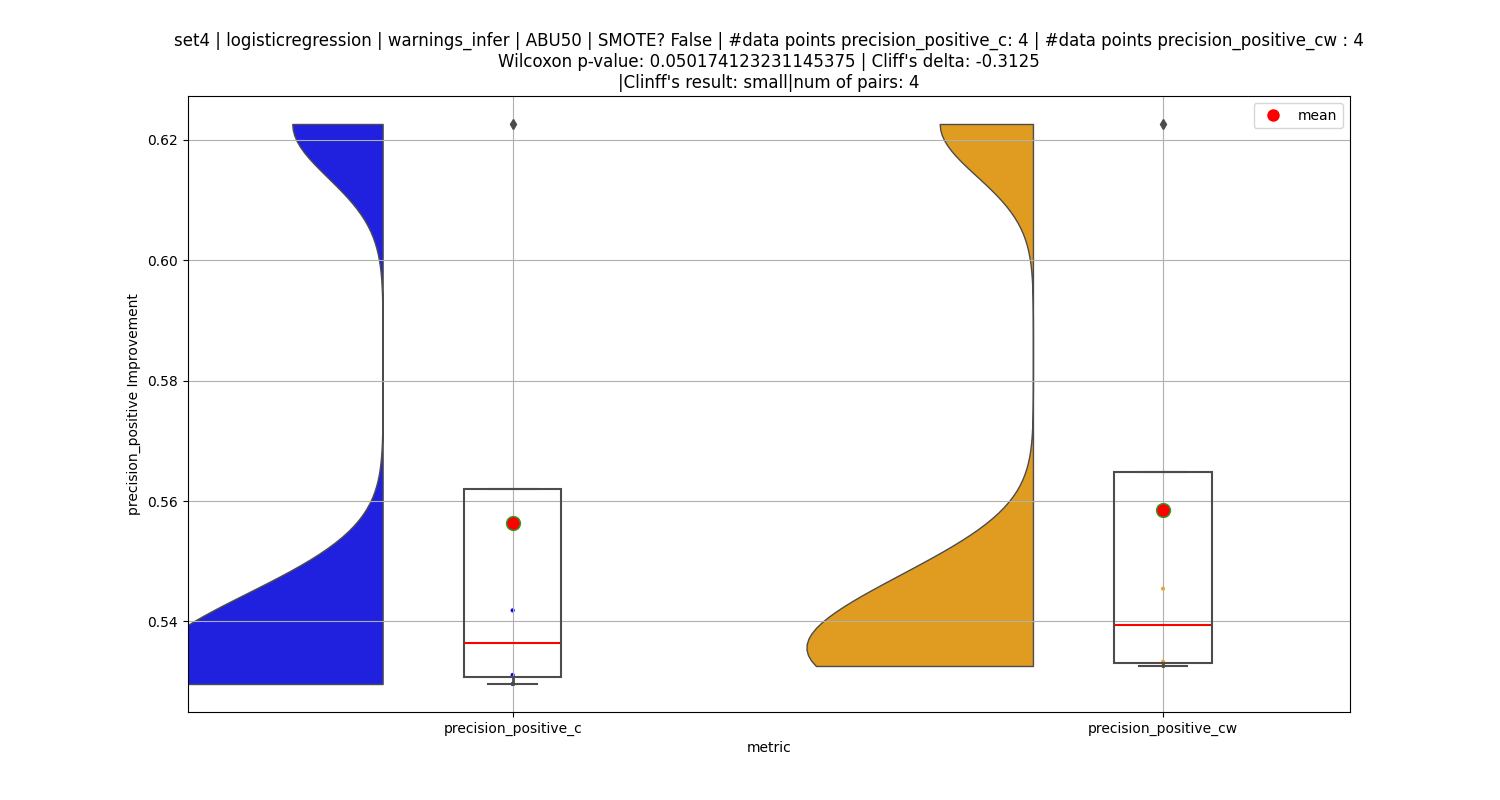 set4 | logisticregression | warnings_infer | ABU50 | SMOTE? False | #data points precision_positive_c: 4 | #data points precision_positive_cw : 4
Wilcoxon p-value: 0.050174123231145375 | Cliff's delta: -0.3125
|Clinff's result: small|num of pairs: 4
mean
0.62
0.60
0.58
0.56
0.54
precision_positive Improvement
precision_positive_c
precision_positive_cw
metric